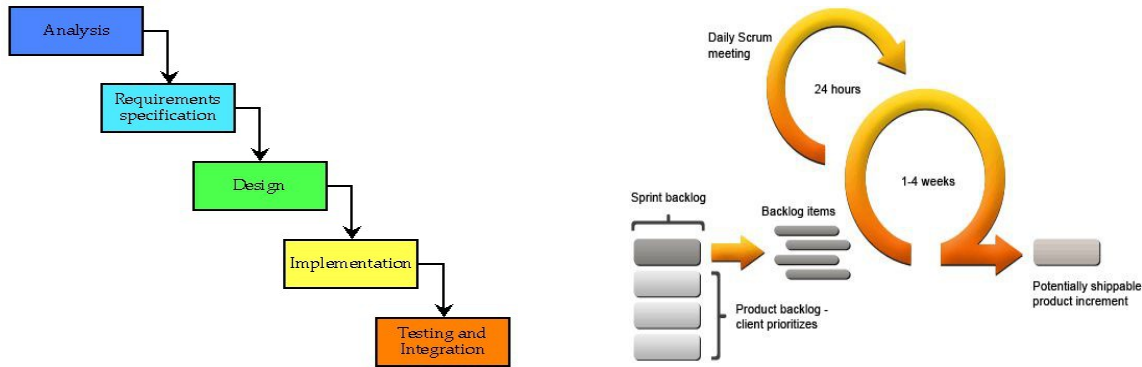 Analysis
Requirements
specification
Design
Implementation
Testing and
Integration
Daily Scrum
meeting
24 hours
1-4 weeks
Sprint backlog
Backlog items
Product backlog -
client prioritizes
Potentially shippable
product increment